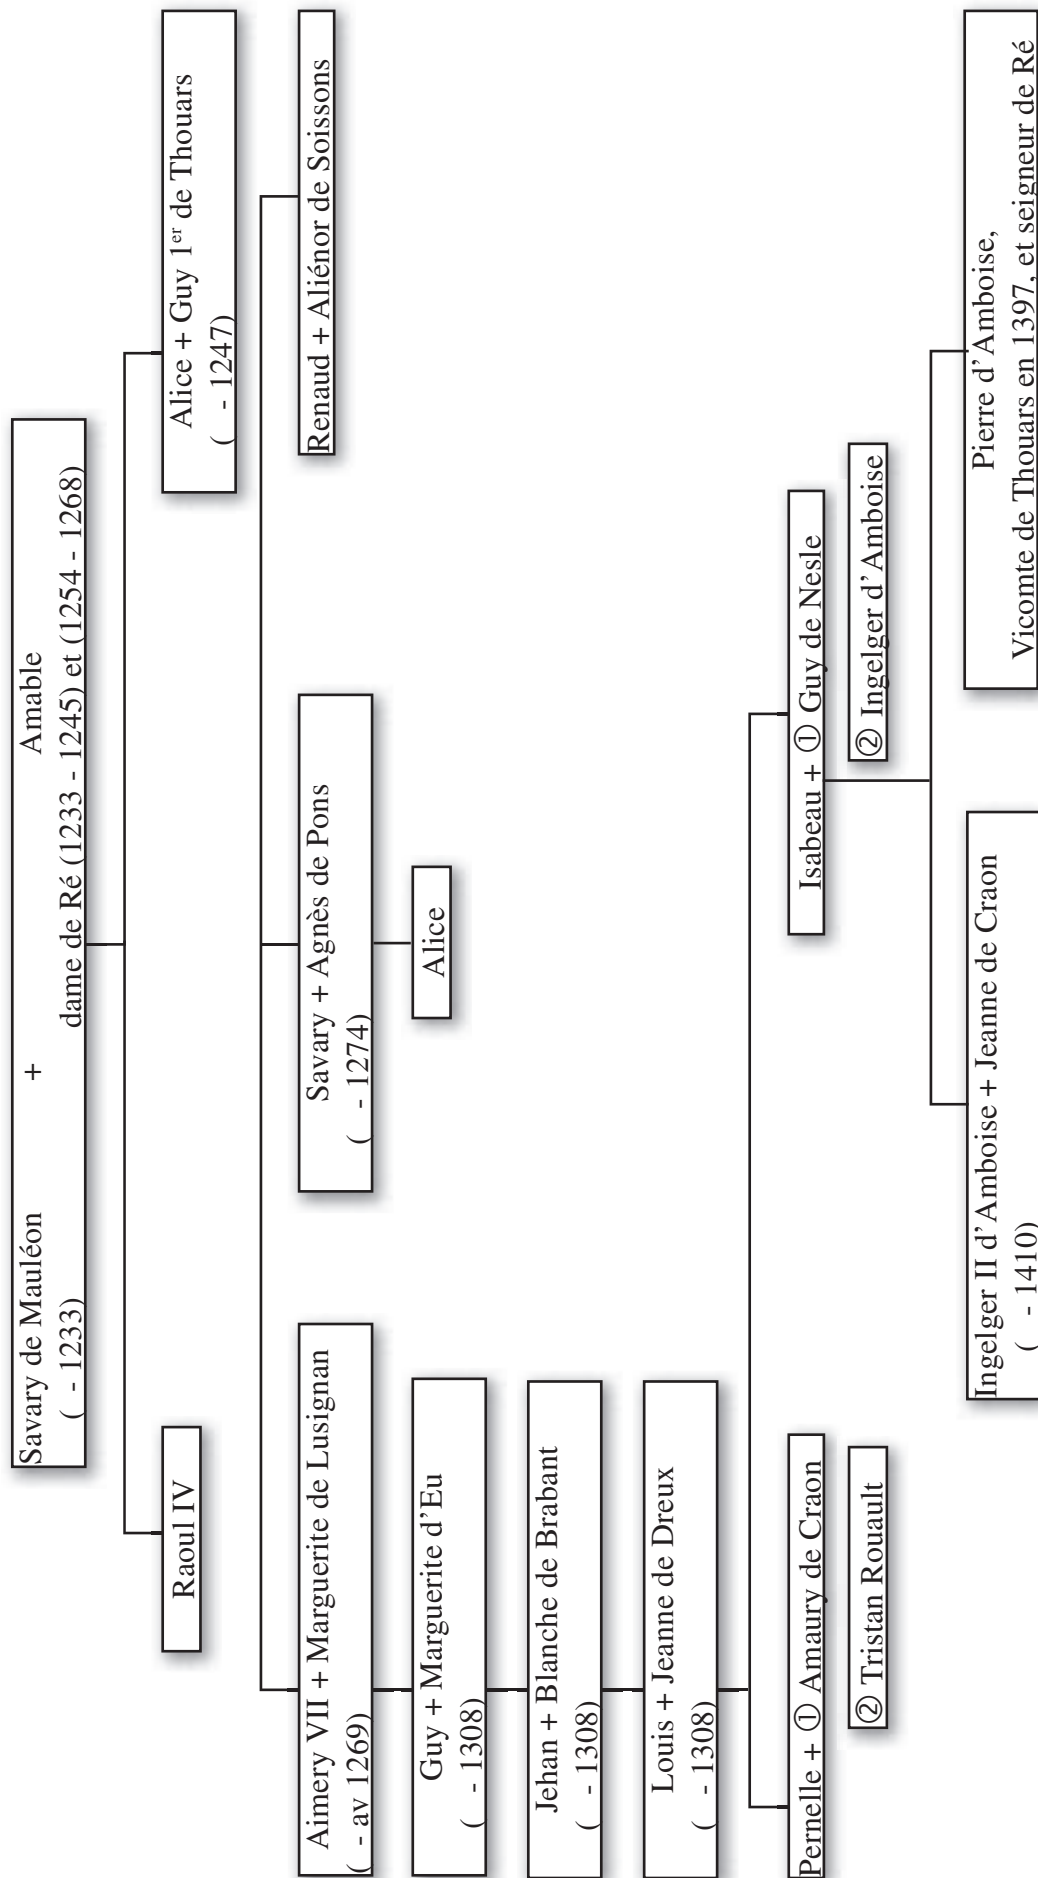 Savary de Mauléon + Amable
( - 1233) dame de Ré (1233 - 1245) et (1254 - 1268)
Raoul IV
Alice + Guy 1er de Thouars
( - 1247)
Aimery VII + Marguerite de Lusignan
( - av 1269)
Savary + Agnès de Pons
( - 1274)
Renaud + Aliénor de Soissons
Guy + Marguerite d'Eu
( - 1308)
Alice
Jehan + Blanche de Brabant
( - 1308)
Louis + Jeanne de Dreux
( - 1308)
Pernelle + ① Amaury de Craon
② Tristan Rouault
Isabeau + ① Guy de Nesle
② Ingelger d'Amboise
Ingelger II d'Amboise + Jeanne de Craon
( - 1410)
Pierre d'Amboise,
Vicomte de Thouars en 1397, et seigneur de Ré